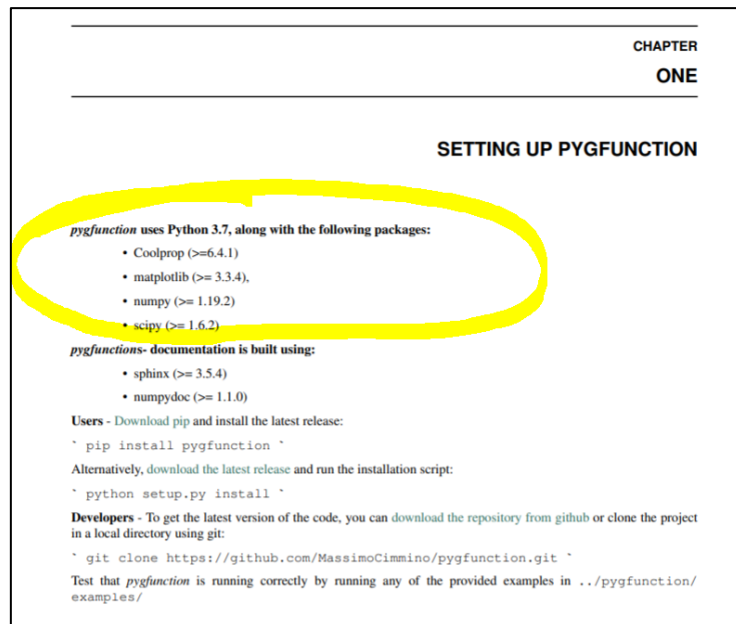 CHAPTER
ONE
SETTING UP PYGFUNCTION
pygfunction uses Python 3.7, along with the following packages:
• Coolprop (>=6.4.1)
• matplotlib (>= 3.3.4),
• numpy (>= 1.19.2)
• scipy (>= 1.6.2)
pygfunctions- documentation is built using:
• sphinx (>= 3.5.4)
• numpydoc (>= 1.1.0)
Users - Download pip and install the latest release:
` pip install pygfunction `
Alternatively, download the latest release and run the installation script:
` python setup.py install `
Developers - To get the latest version of the code, you can download the repository from github or clone the project
in a local directory using git:
` git clone https://github.com/MassimoCimmino/pygfunction.git `
Test that pygfunction is running correctly by running any of the provided examples in ../pygfunction/
examples/